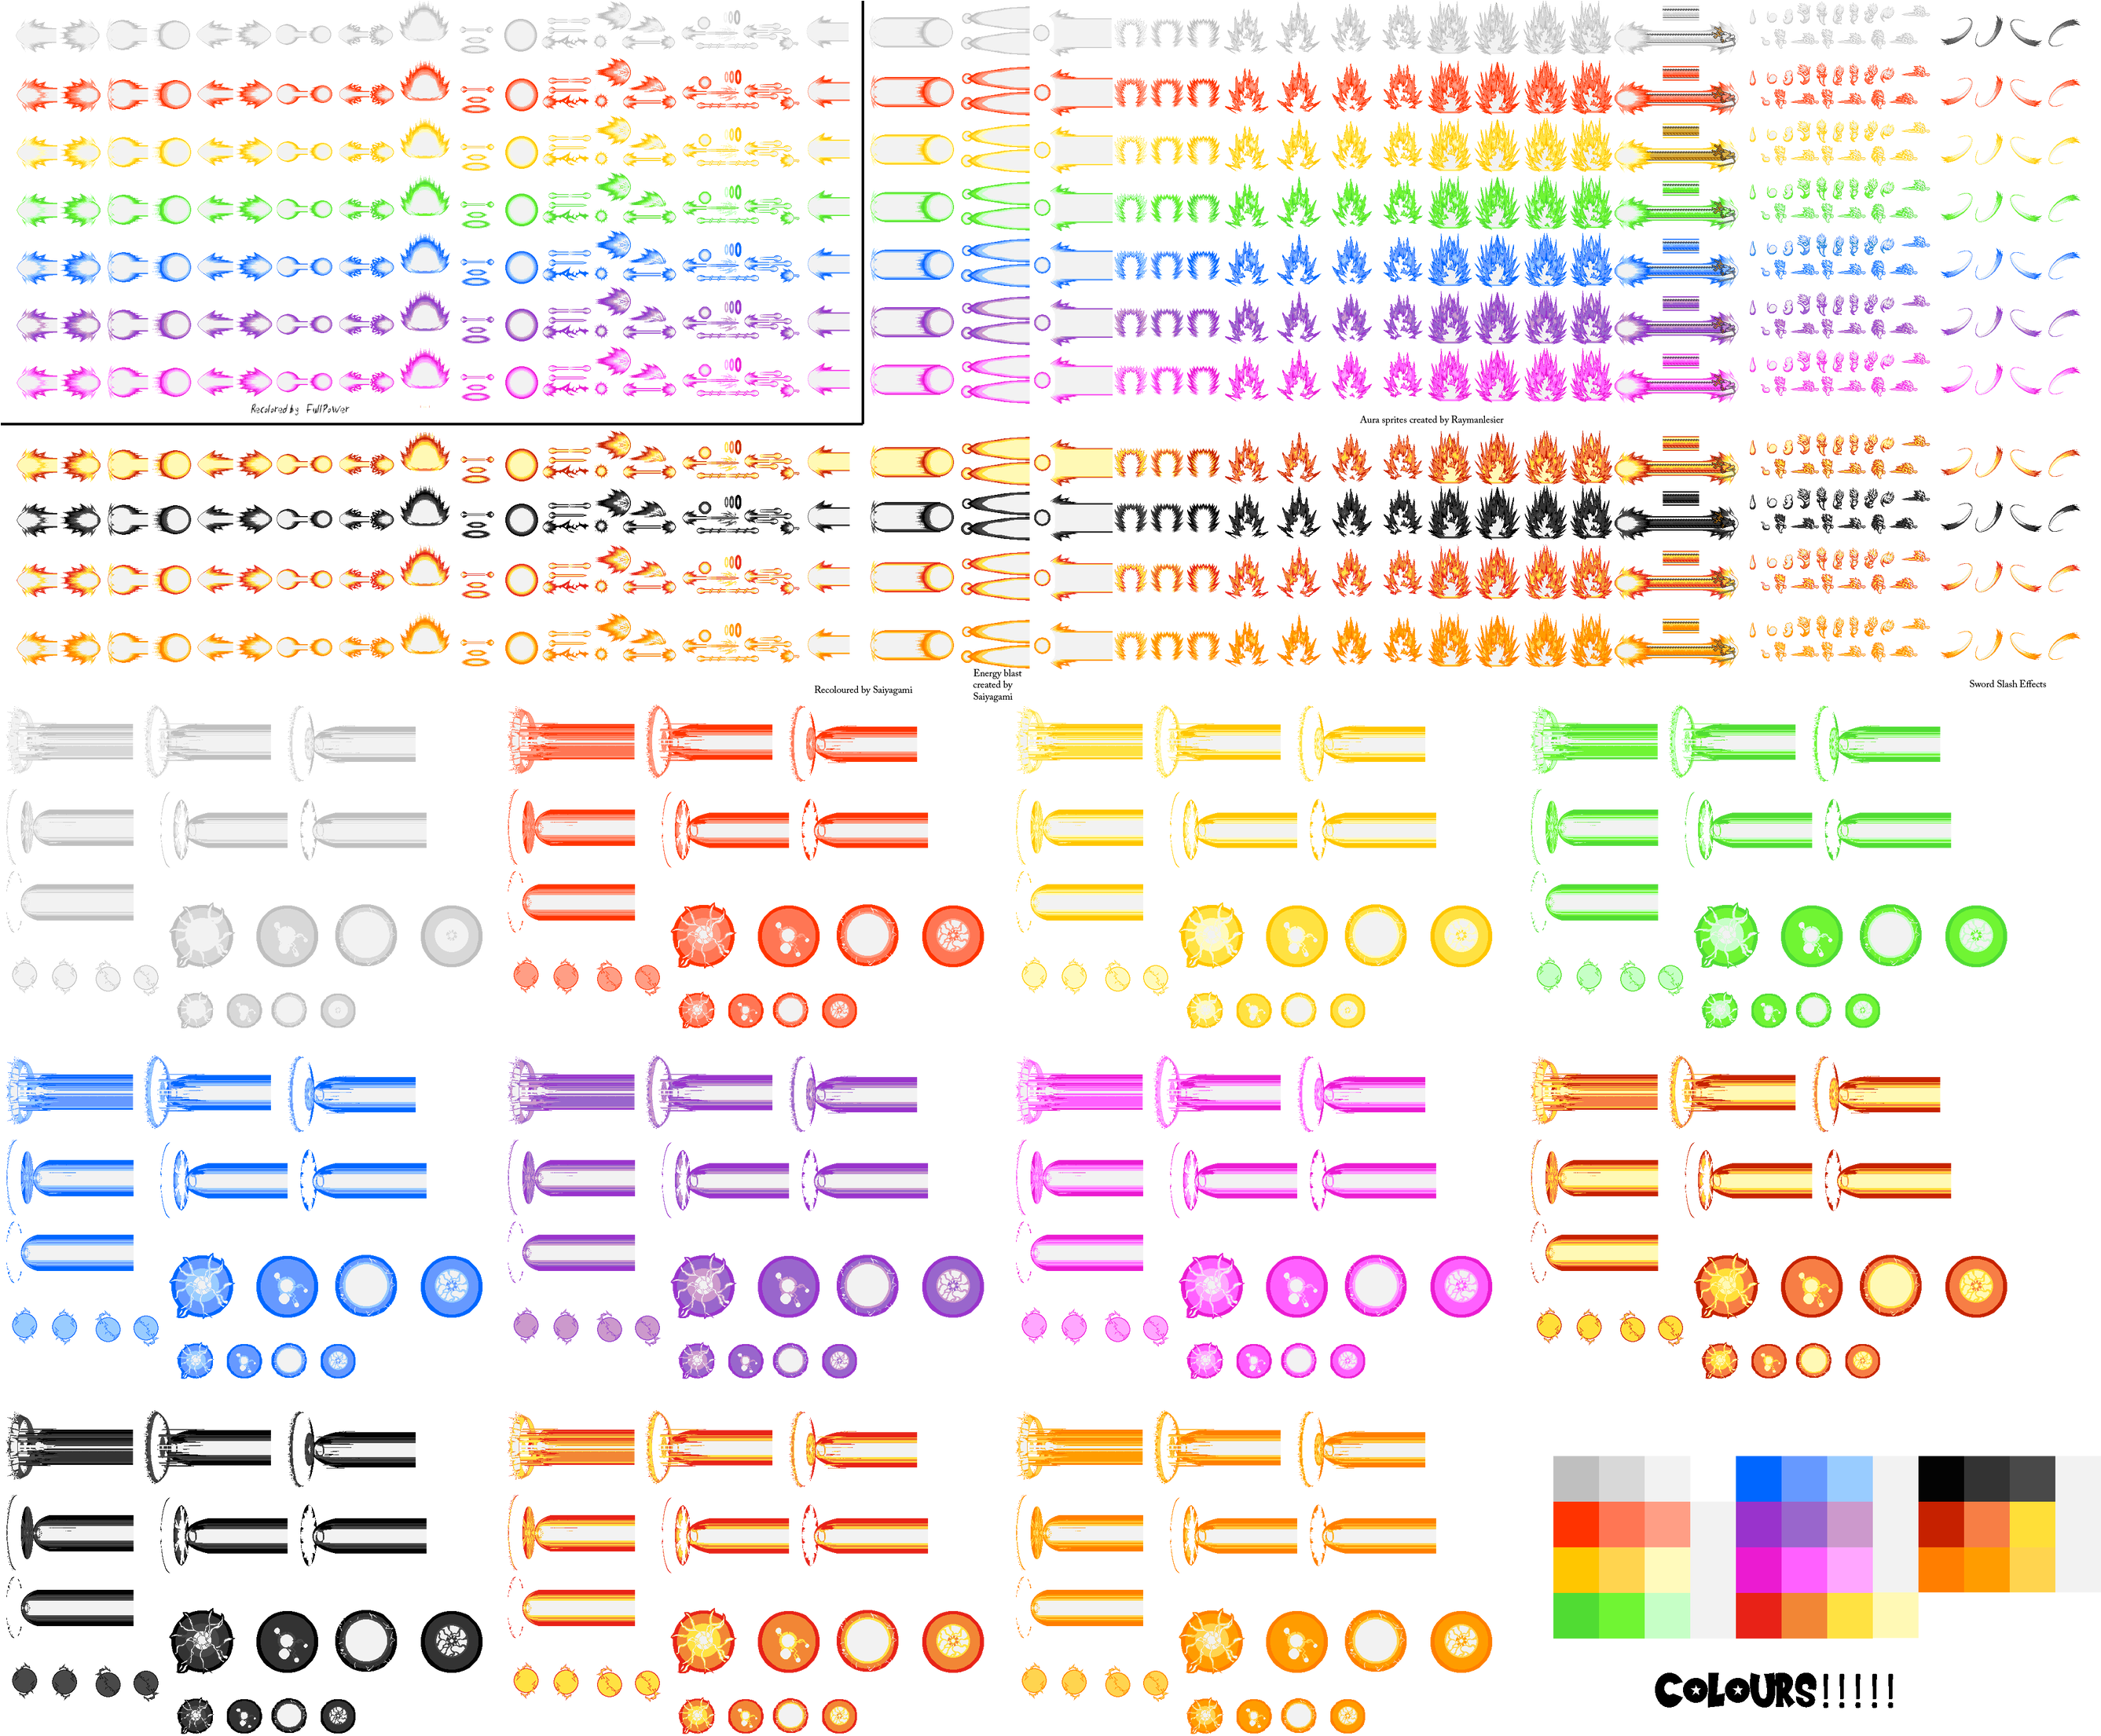 Recolored by FullPower
Aura sprites created by Raymanlesier
Energy blast
created by
Saiyagami
Recoloured by Saiyagami
Sword Slash Effects
COLOURS!!!!!